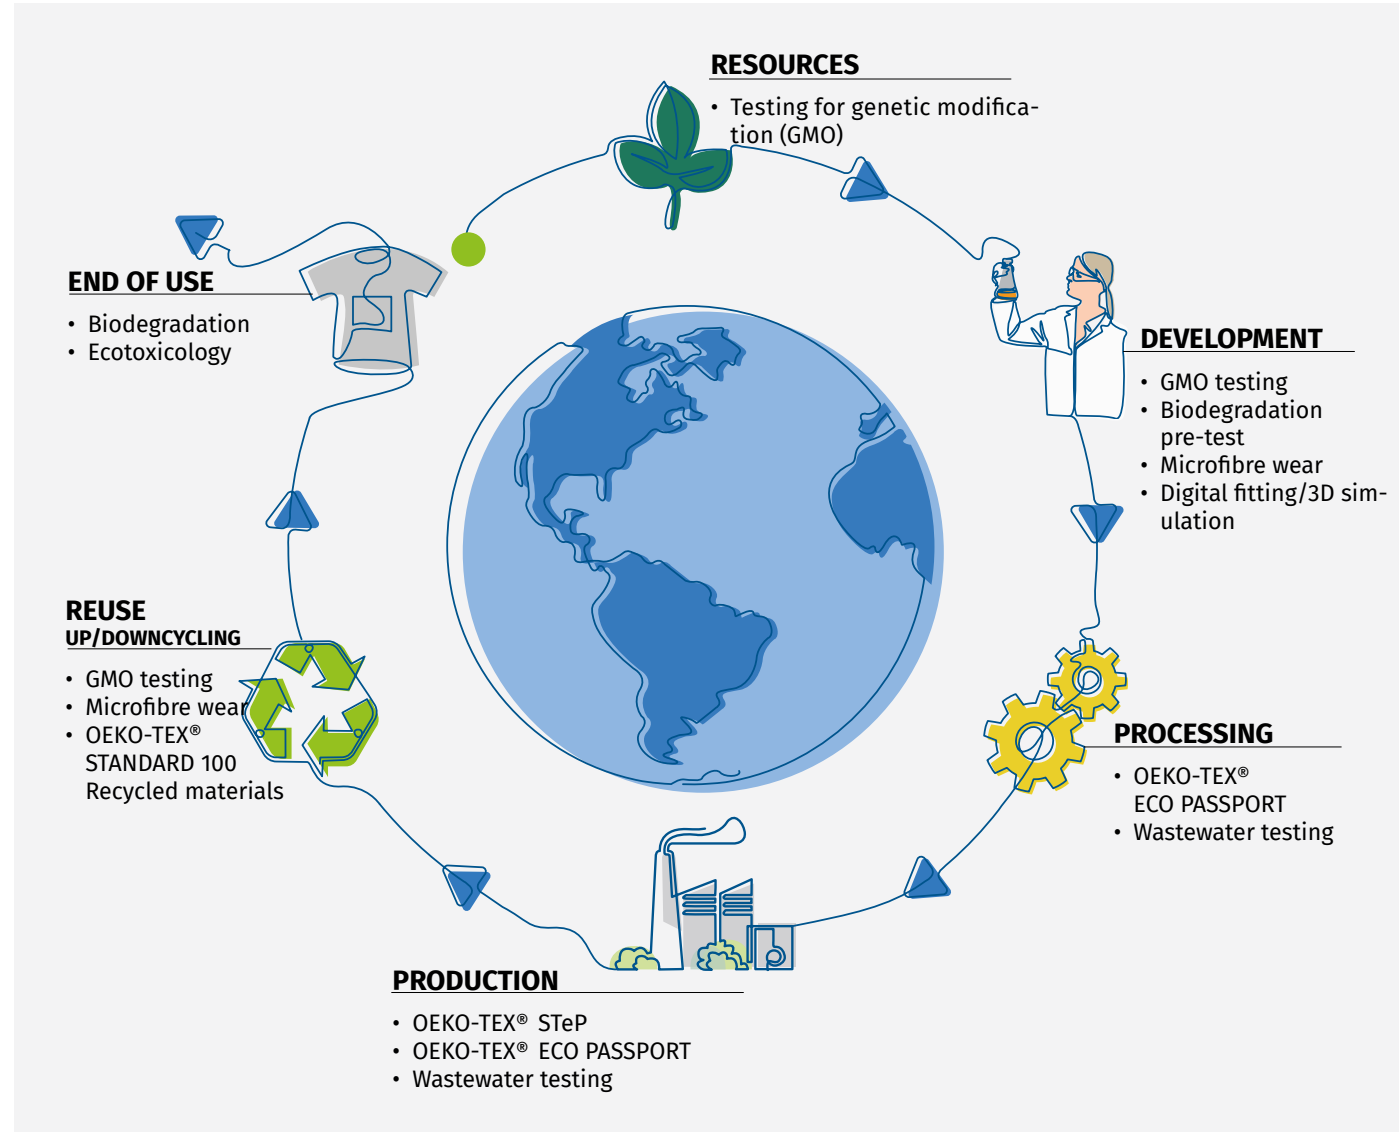 RESOURCES
• Testing for genetic modifica-
tion (GMO)
END OF USE
• Biodegradation
• Ecotoxicology
DEVELOPMENT
• GMO testing
• Biodegradation
pre-test
• Microfibre wear
• Digital fitting/3D sim-
ulation
REUSE
UP/DOWNCYCLING
• GMO testing
• Microfibre wear
• OEKO-TEX®
STANDARD 100
Recycled materials
PROCESSING
• OEKO-TEX®
ECO PASSPORT
• Wastewater testing
PRODUCTION
• OEKO-TEX® STeP
• OEKO-TEX® ECO PASSPORT
• Wastewater testing